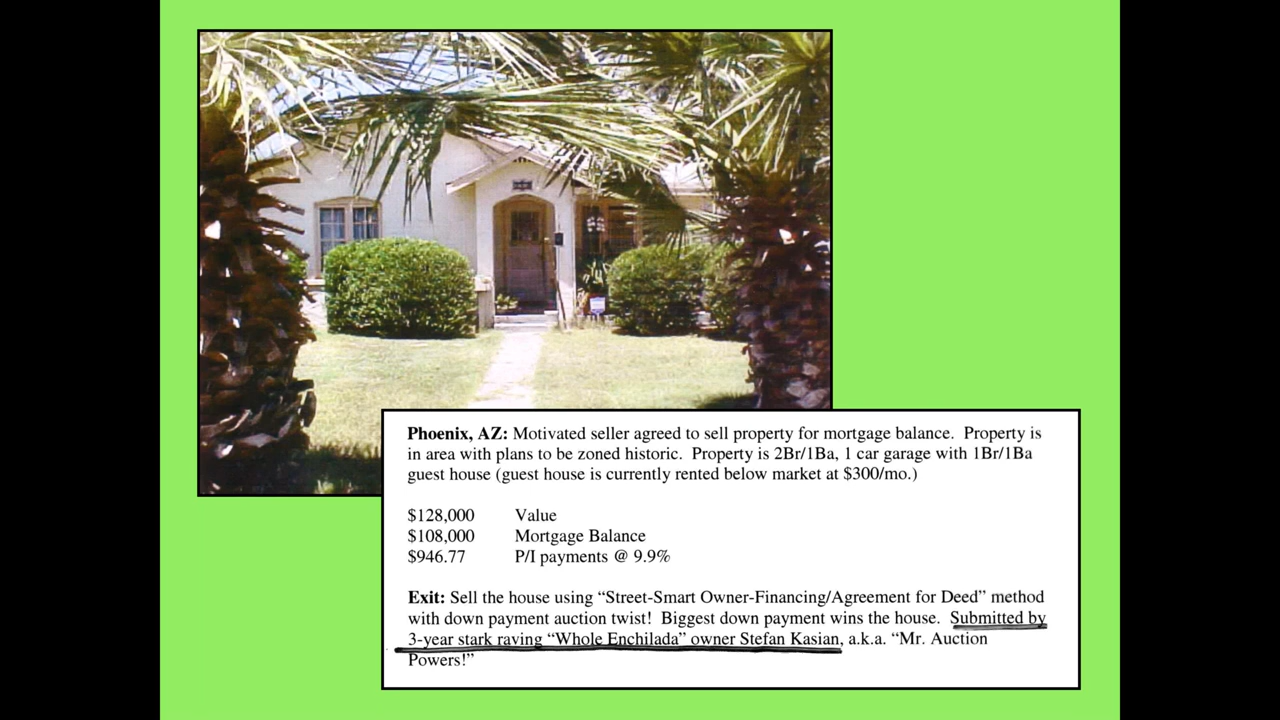 Phoenix, AZ: Motivated seller agreed to sell property for mortgage balance. Property is
in area with plans to be zoned historic. Property is 2Br/1Ba, 1 car garage with 1Br/1Ba
guest house (guest house is currently rented below market at $300/mo.)
$128,000 Value
$108,000 Mortgage Balance
$946.77 P/I payments @ 9.9%
Exit: Sell the house using “Street-Smart Owner-Financing/Agreement for Deed” method
with down payment auction twist! Biggest down payment wins the house. Submitted by
3-year stark raving “Whole Enchilada” owner Stefan Kasian, a.k.a. “Mr. Auction
Powers!”